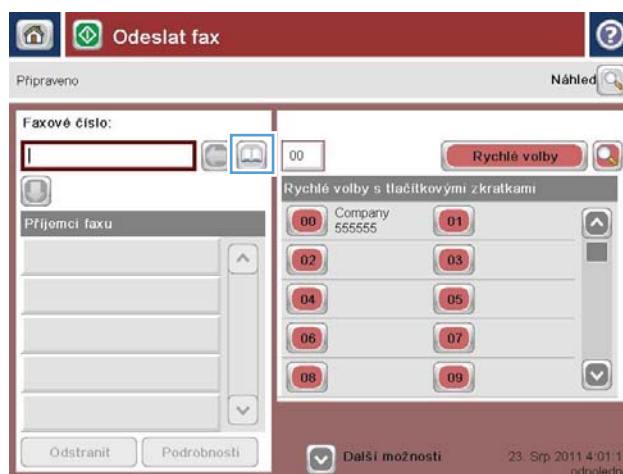 Odeslat fax
Připraveno
Náhled
Faxové číslo:
00
Rychlé volby
Rychlé volby s tlačítkovými zkratkami
Příjemci faxu
00 Company 01
555555
02 03
04 05
06 07
08 09
Odstranit Podrobnosti
Další možnosti
23. Srp 2011 4:01:1
odpoledn